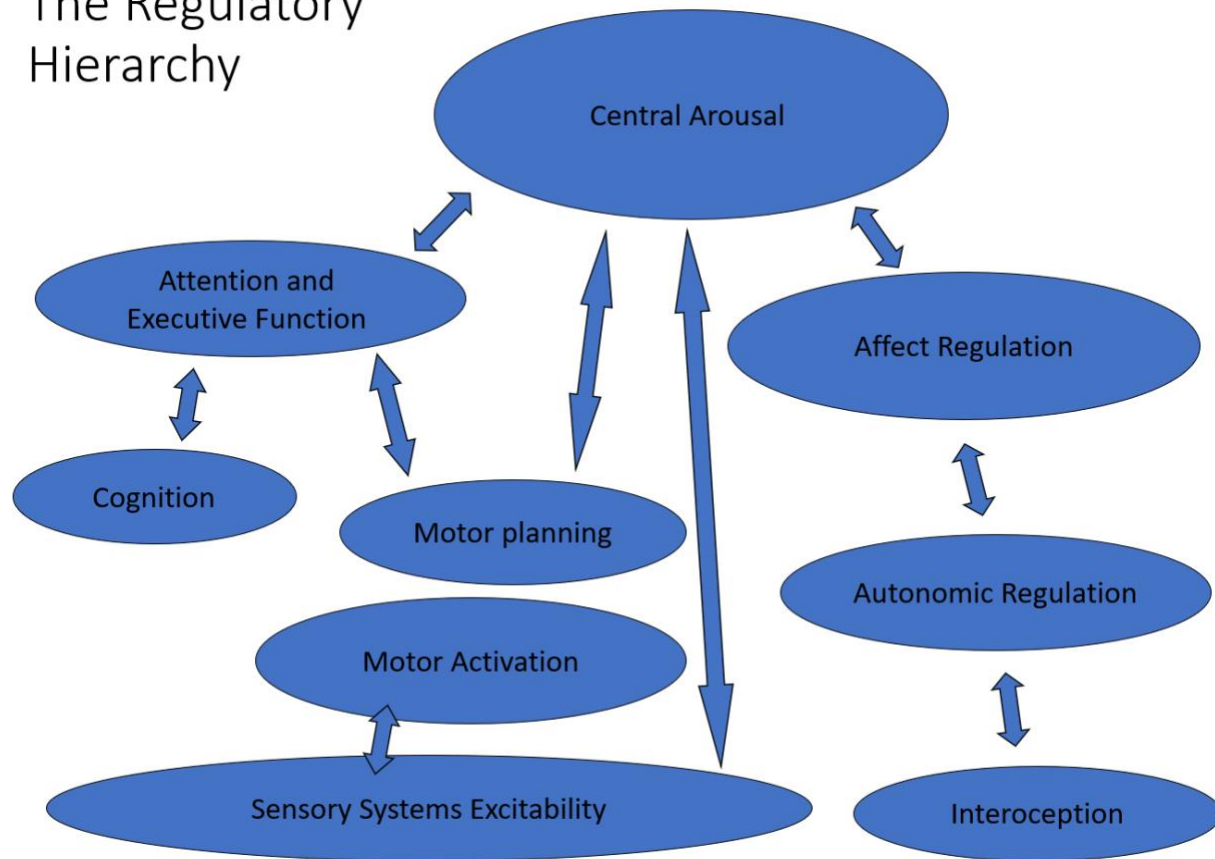 The Regulatory
Hierarchy
Central Arousal
Attention and
Executive Function
Affect Regulation
Cognition
Motor planning
Autonomic Regulation
Motor Activation
Sensory Systems Excitability
Interoception